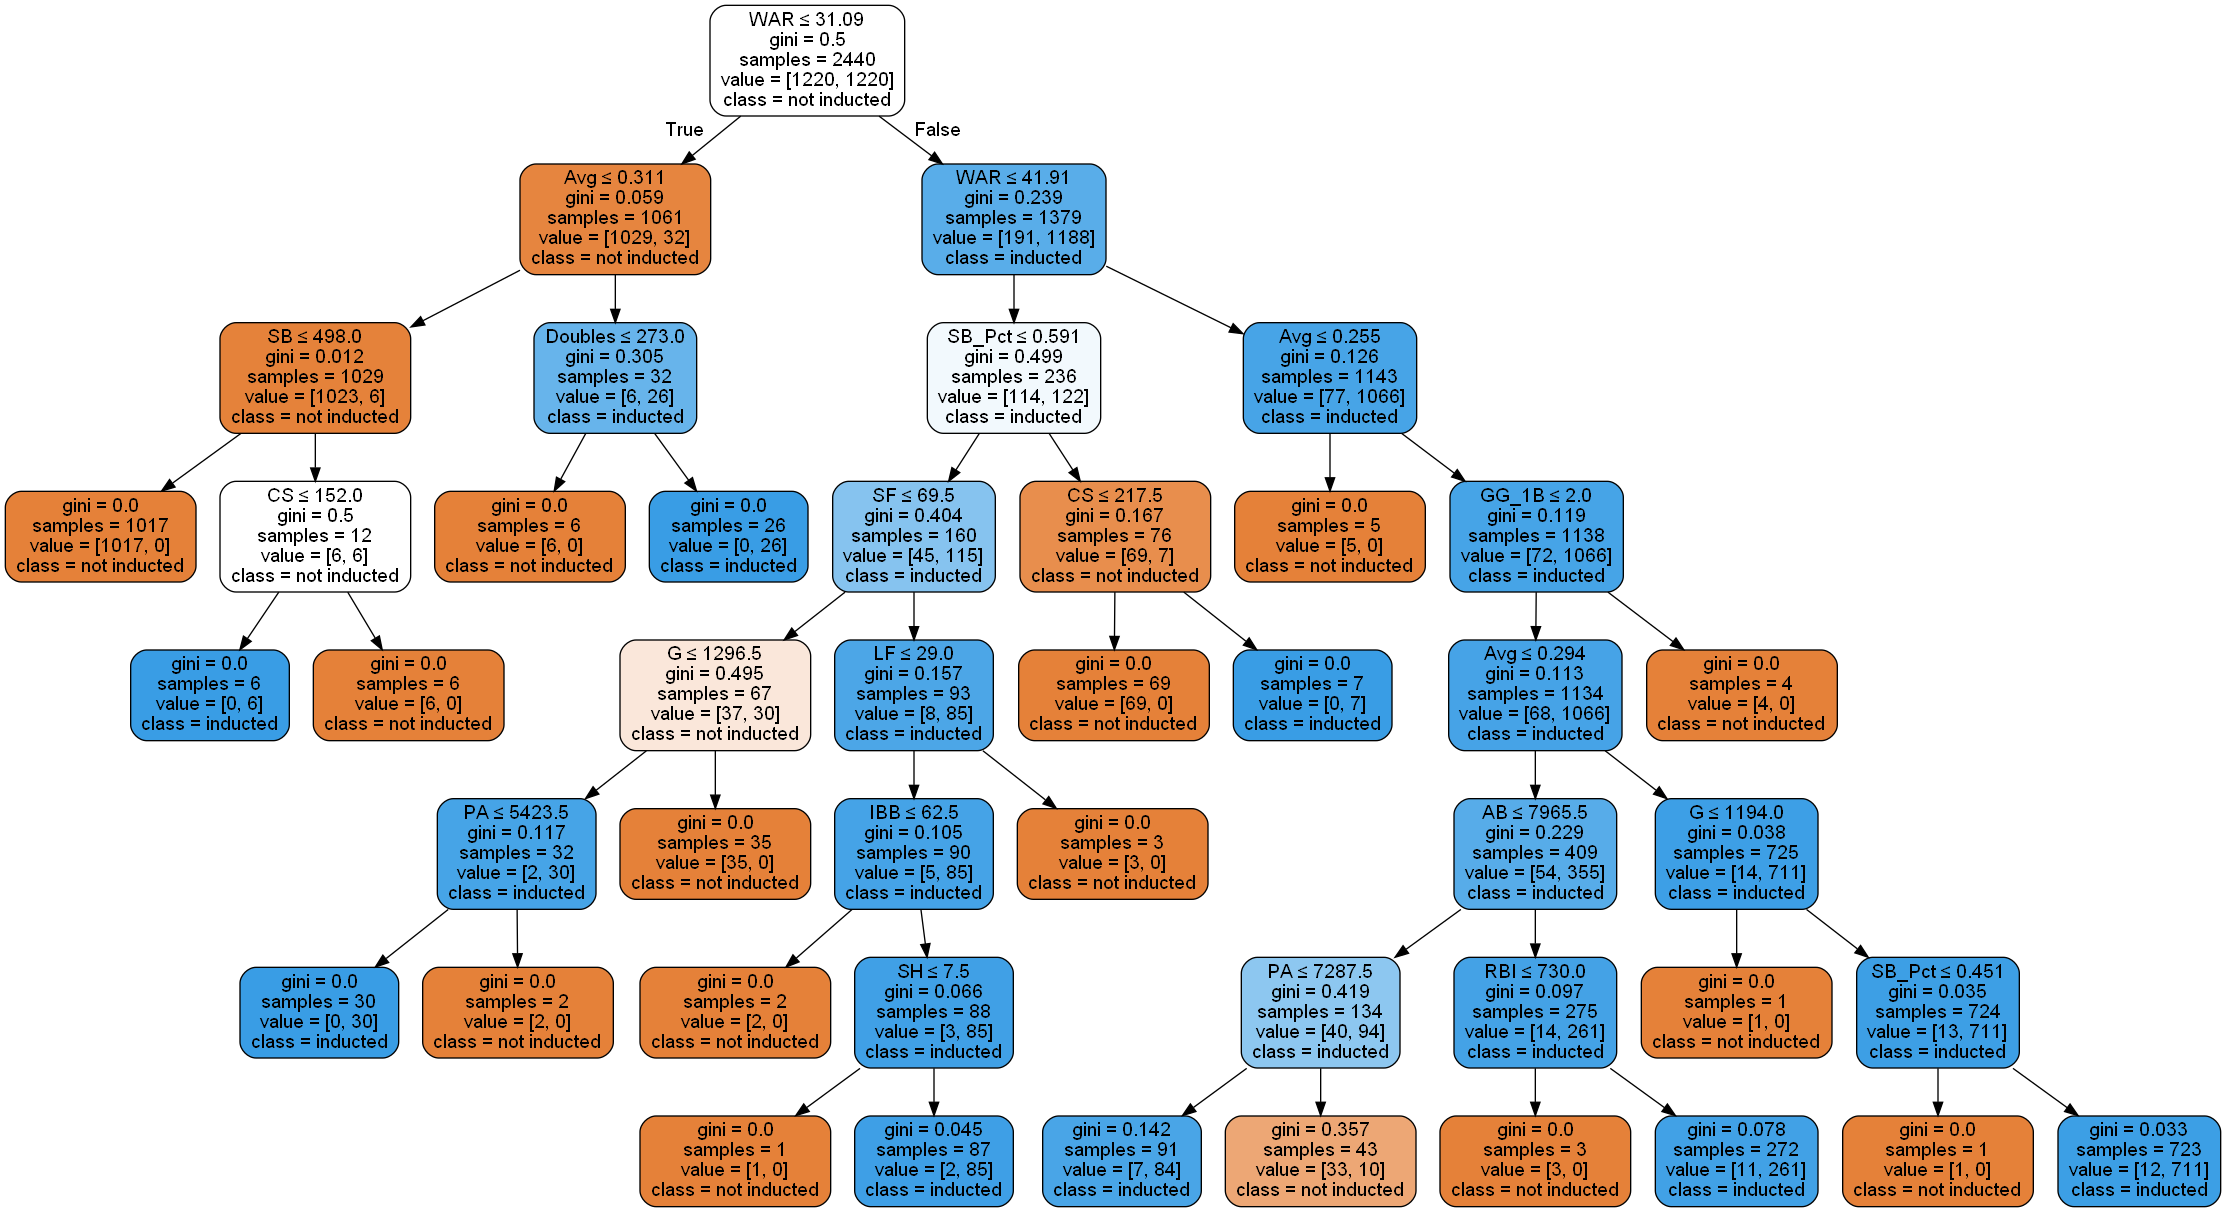 WAR ≤ 31.09
gini = 0.5
samples = 2440
value = [1220, 1220]
class = not inducted
True
False
Avg ≤ 0.311
gini = 0.059
samples = 1061
value = [1029, 32]
class = not inducted
WAR ≤ 41.91
gini = 0.239
samples = 1379
value = [191, 1188]
class = inducted
SB ≤ 498.0
gini = 0.012
samples = 1029
value = [1023, 6]
class = not inducted
Doubles ≤ 273.0
gini = 0.305
samples = 32
value = [6, 26]
class = inducted
SB_Pct ≤ 0.591
gini = 0.499
samples = 236
value = [114, 122]
class = inducted
Avg ≤ 0.255
gini = 0.126
samples = 1143
value = [77, 1066]
class = inducted
gini = 0.0
samples = 1017
value = [1017, 0]
class = not inducted
CS ≤ 152.0
gini = 0.5
samples = 12
value = [6, 6]
class = not inducted
gini = 0.0
samples = 6
value = [6, 0]
class = not inducted
gini = 0.0
samples = 26
value = [0, 26]
class = inducted
SF ≤ 69.5
gini = 0.404
samples = 160
value = [45, 115]
class = inducted
CS ≤ 217.5
gini = 0.167
samples = 76
value = [69, 7]
class = not inducted
gini = 0.0
samples = 5
value = [5, 0]
class = not inducted
GG_1B ≤ 2.0
gini = 0.119
samples = 1138
value = [72, 1066]
class = inducted
gini = 0.0
samples = 6
value = [0, 6]
class = inducted
gini = 0.0
samples = 6
value = [6, 0]
class = not inducted
G ≤ 1296.5
gini = 0.495
samples = 67
value = [37, 30]
class = not inducted
LF ≤ 29.0
gini = 0.157
samples = 93
value = [8, 85]
class = inducted
gini = 0.0
samples = 69
value = [69, 0]
class = not inducted
gini = 0.0
samples = 7
value = [0, 7]
class = inducted
Avg ≤ 0.294
gini = 0.113
samples = 1134
value = [68, 1066]
class = inducted
gini = 0.0
samples = 4
value = [4, 0]
class = not inducted
PA ≤ 5423.5
gini = 0.117
samples = 32
value = [2, 30]
class = inducted
gini = 0.0
samples = 35
value = [35, 0]
class = not inducted
IBB ≤ 62.5
gini = 0.105
samples = 90
value = [5, 85]
class = inducted
gini = 0.0
samples = 3
value = [3, 0]
class = not inducted
AB ≤ 7965.5
gini = 0.229
samples = 409
value = [54, 355]
class = inducted
G ≤ 1194.0
gini = 0.038
samples = 725
value = [14, 711]
class = inducted
gini = 0.0
samples = 30
value = [0, 30]
class = inducted
gini = 0.0
samples = 2
value = [2, 0]
class = not inducted
gini = 0.0
samples = 2
value = [2, 0]
class = not inducted
SH ≤ 7.5
gini = 0.066
samples = 88
value = [3, 85]
class = inducted
PA ≤ 7287.5
gini = 0.419
samples = 134
value = [40, 94]
class = inducted
RBI ≤ 730.0
gini = 0.097
samples = 275
value = [14, 261]
class = inducted
gini = 0.0
samples = 1
value = [1, 0]
class = not inducted
SB_Pct ≤ 0.451
gini = 0.035
samples = 724
value = [13, 711]
class = inducted
gini = 0.0
samples = 1
value = [1, 0]
class = not inducted
gini = 0.045
samples = 87
value = [2, 85]
class = inducted
gini = 0.142
samples = 91
value = [7, 84]
class = inducted
gini = 0.357
samples = 43
value = [33, 10]
class = not inducted
gini = 0.0
samples = 3
value = [3, 0]
class = not inducted
gini = 0.078
samples = 272
value = [11, 261]
class = inducted
gini = 0.0
samples = 1
value = [1, 0]
class = not inducted
gini = 0.033
samples = 723
value = [12, 711]
class = inducted